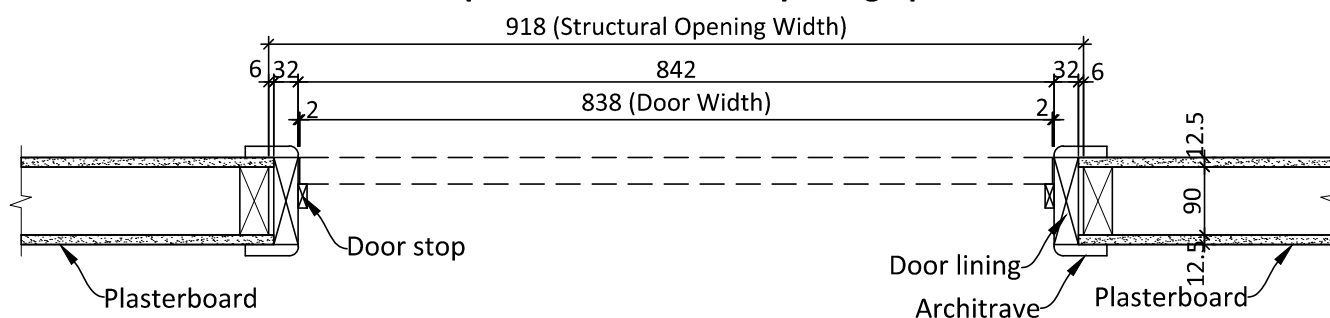 918 (Structural Opening Width)
6 32 842 32 6
838 (Door Width)
2 2
12.5
90
12.5
Door stop
Door lining
Plasterboard
Architrave
Plasterboard